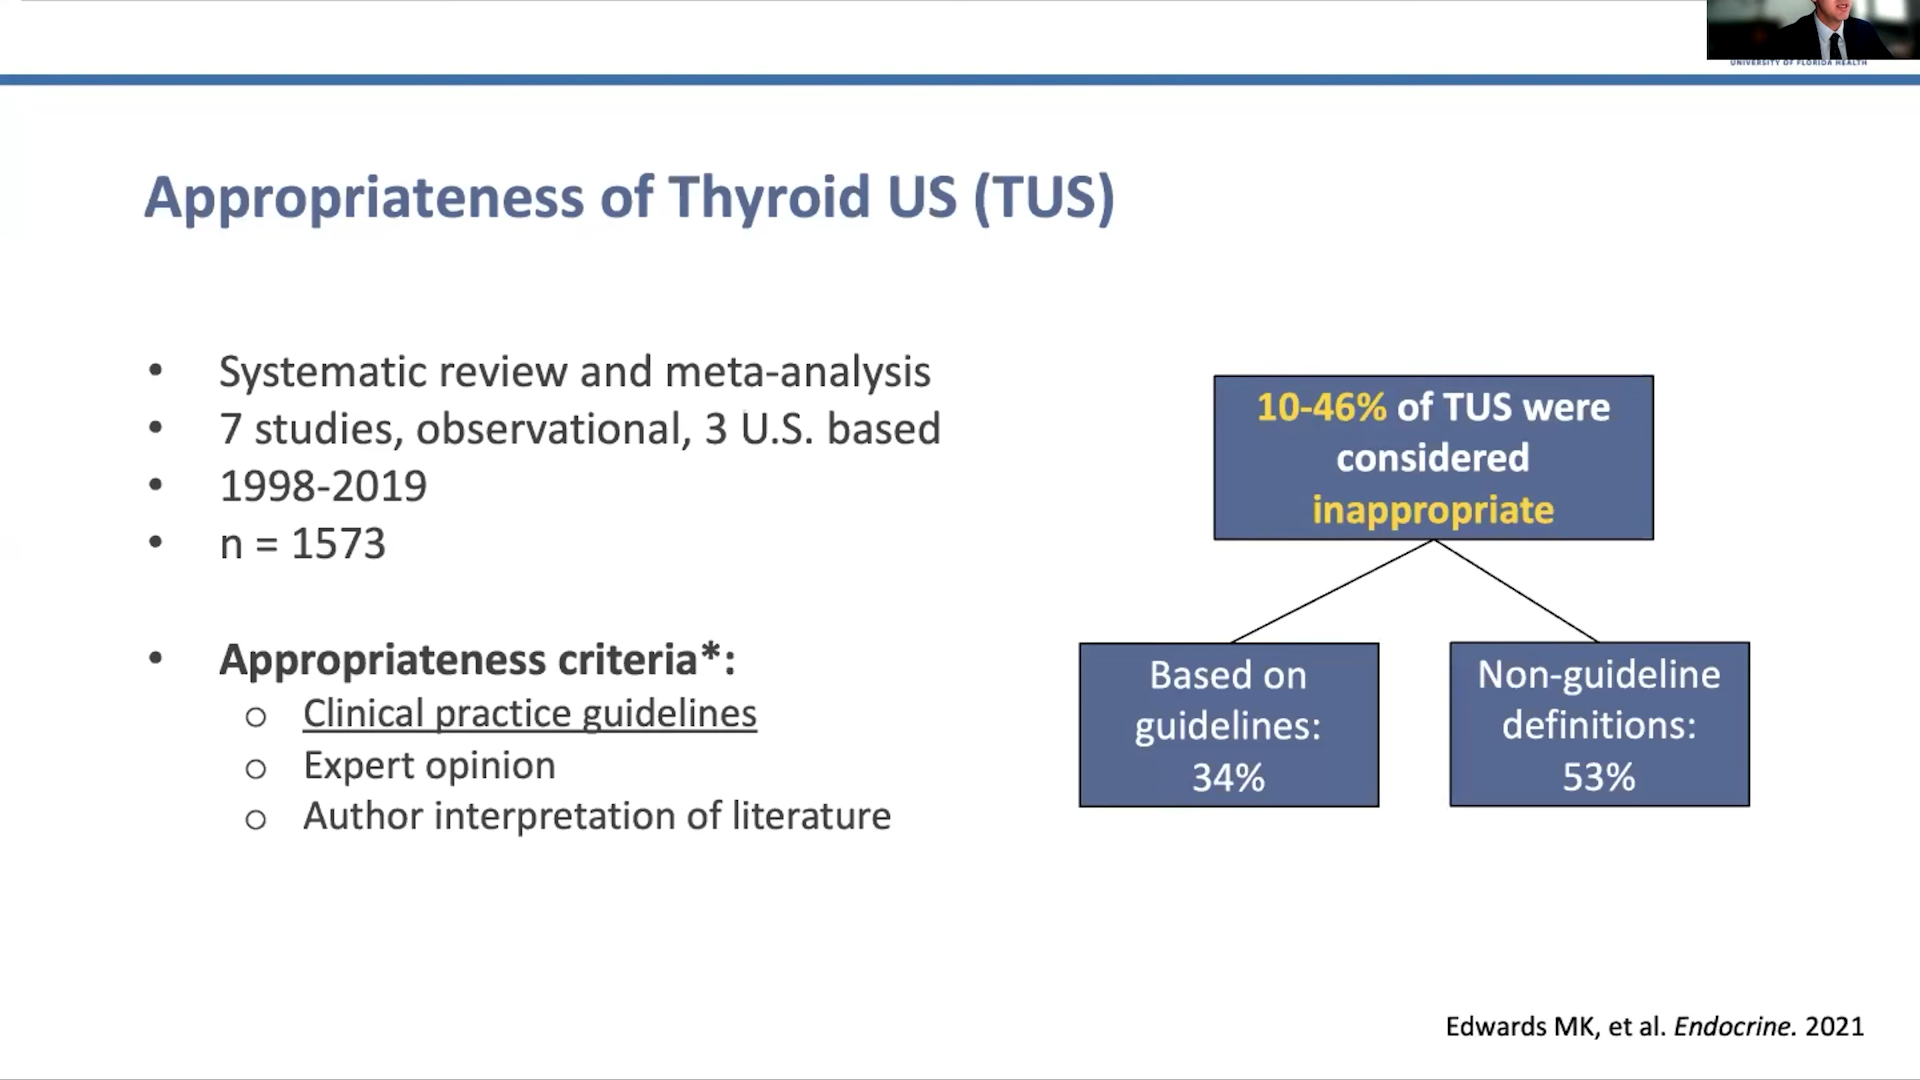 UNIVERSITY OF FLORIDA HEALTH
Appropriateness of Thyroid US (TUS)
• Systematic review and meta-analysis
• 7 studies, observational, 3 U.S. based
• 1998-2019
• n = 1573
• Appropriateness criteria*:
o Clinical practice guidelines
o Expert opinion
o Author interpretation of literature
10-46% of TUS were
considered
inappropriate
Based on
guidelines:
34%
Non-guideline
definitions:
53%
Edwards MK, et al. Endocrine. 2021